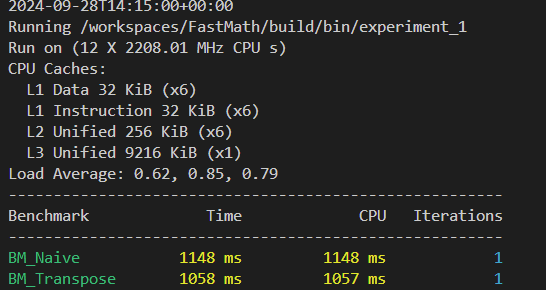 2024-09-28T14:15:00+00:00
Running /workspaces/FastMath/build/bin/experiment_1
Run on (12 X 2208.01 MHz CPU s)
CPU Caches:
  L1 Data 32 KiB (x6)
  L1 Instruction 32 KiB (x6)
  L2 Unified 256 KiB (x6)
  L3 Unified 9216 KiB (x1)
Load Average: 0.62, 0.85, 0.79
-------------------------------------------------------
Benchmark             Time             CPU   Iterations
-------------------------------------------------------
BM_Naive           1148 ms         1148 ms            1
BM_Transpose       1058 ms         1057 ms            1